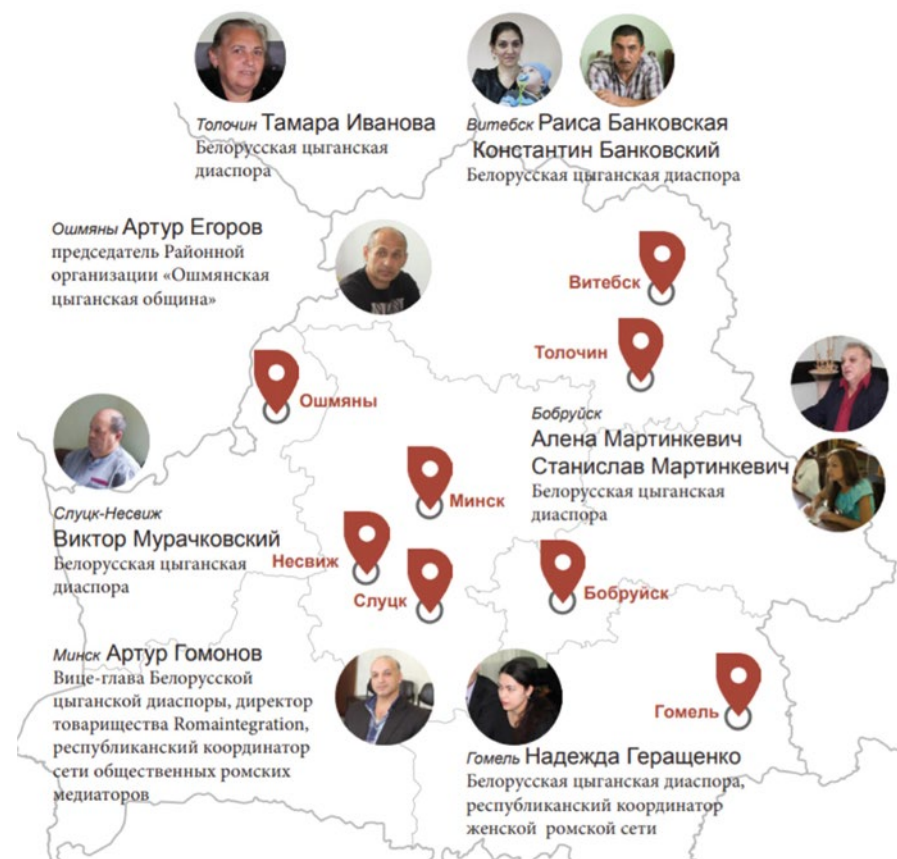 Толочин Тамара Иванова
Белорусская цыганская
диаспора
Витебск Раиса Банковская
Константин Банковский
Белорусская цыганская диаспора
Ошмяны Артур Егоров
председатель Районной
организации «Ошмянская
цыганская община»
Витебск
Толочин
Ошмяны
Бобруйск
Алена Мартинкевич
Станислав Мартинкевич
Белорусская цыганская
диаспора
Минск
Слуцк-Несвиж
Виктор Мурачковский
Белорусская цыганская
диаспора
Несвиж
Слуцк
Бобруйск
Минск Артур Гомонов
Вице-глава Белорусской
цыганской диаспоры, директор
товарищества Romaintegration,
республиканский координатор
сети общественных ромских
медиаторов
Гомель
Гомель Надежда Геращенко
Белорусская цыганская диаспора,
республиканский координатор
женской ромской сети